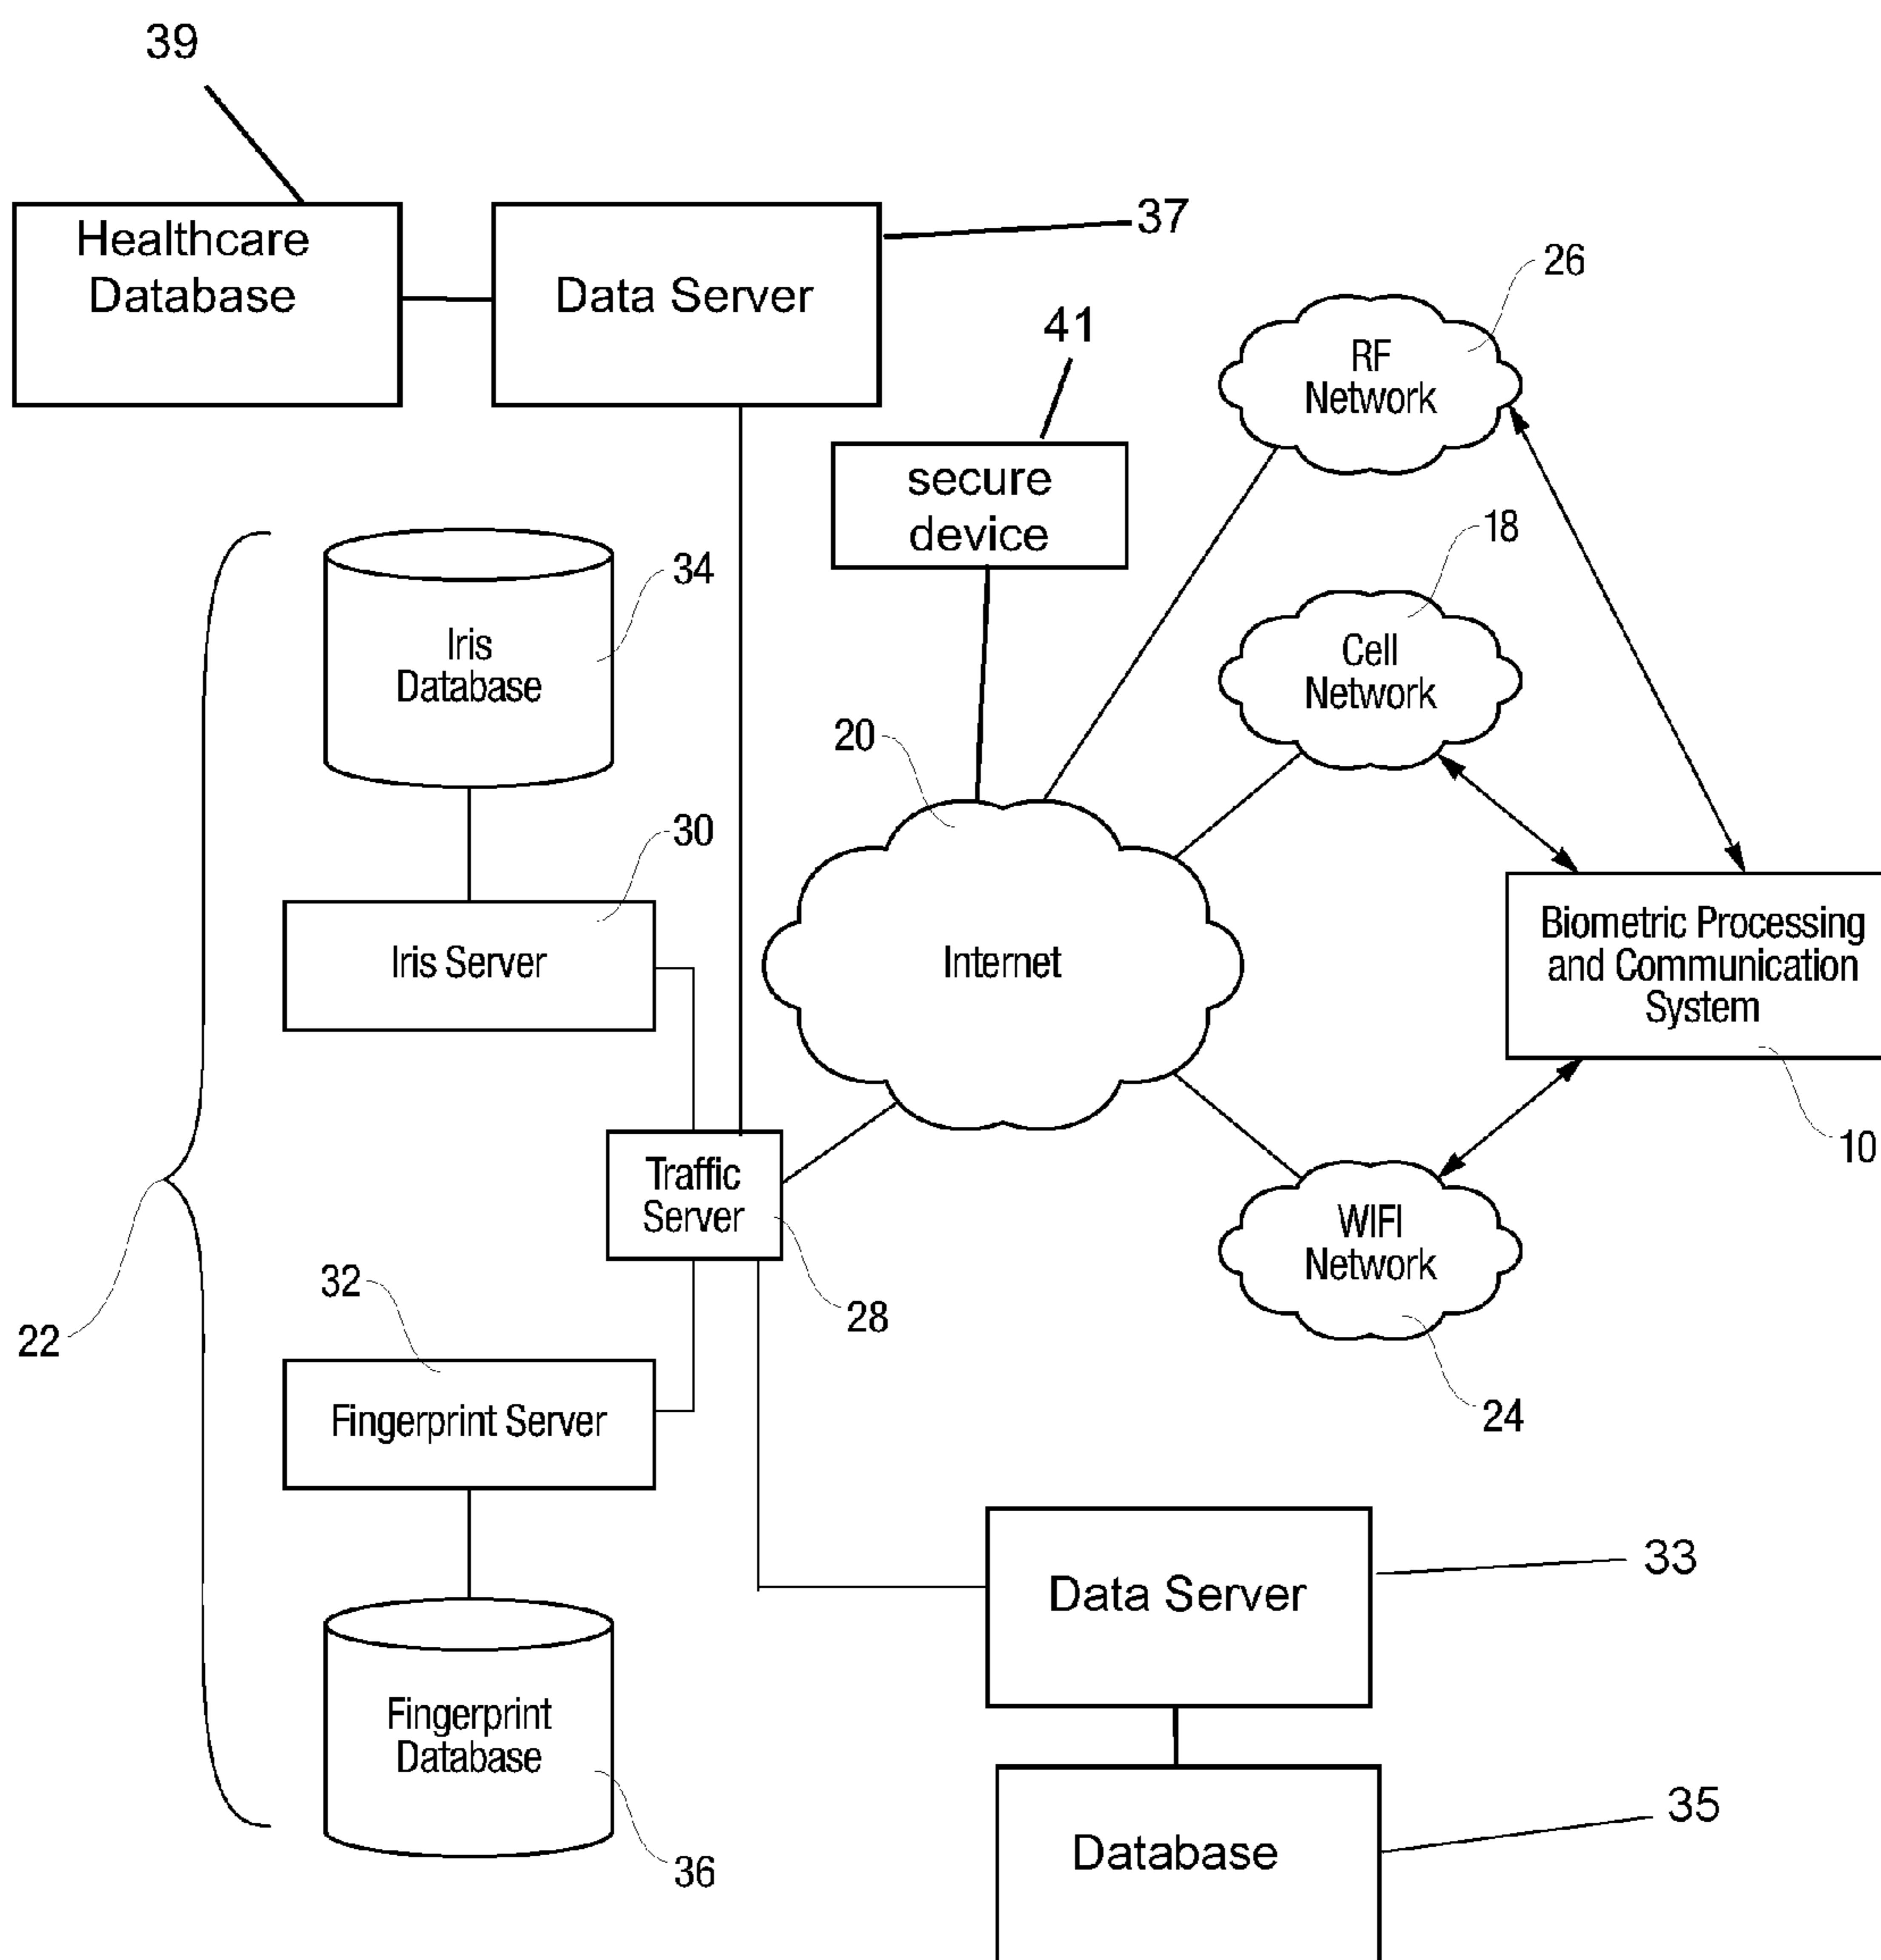 39
Healthcare
Database
Data Server
37
41
secure
device
26
RF
Network
18
Cell
Network
34
Iris
Database
20
30
Iris Server
Internet
Biometric Processing
and Communication
System
10
Traffic
Server
28
WIFI
Network
24
22
32
Fingerprint Server
Data Server
33
Fingerprint
Database
36
Database
35